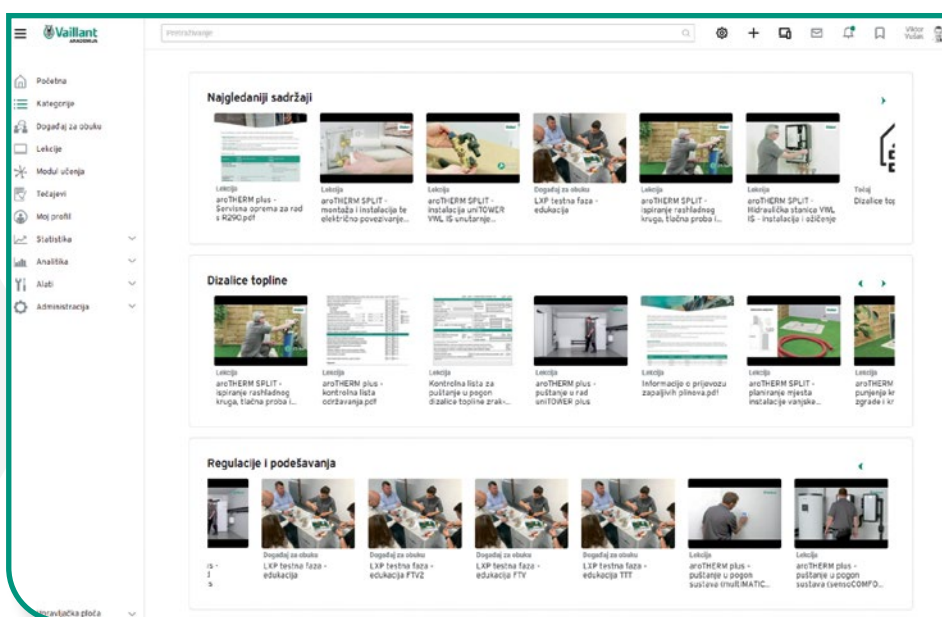 Vaillant
AKADEMIJA
Pretraživanje
Viktor
Početna
Kategorije
Događaj za obuku
Lekcije
Modul učenja
Tečajevi
Moj profil
Statistika
Analitika
Alati
Administracija
Upravljačka ploča
Najgledaniji sadržaji
Lekcija
aroTHERM plus -
Servisna oprema za rad
s R290.pdf
Lekcija
aroTHERM SPLIT -
montaža i instalacija te
električno povezivanje...
Lekcija
aroTHERM SPLIT -
instalacija uniTOWER
VWL IS unutarnje...
Događaj za obuku
LXP testna faza -
edukacija
Lekcija
aroTHERM SPLIT -
ispiranje rashladnog
kruga, tlačna proba i...
Lekcija
aroTHERM SPLIT -
Hidraulička stanica VWL
IS - instalacija i ožičenje
Tečaj
Dizalice top
Dizalice topline
Lekcija
aroTHERM SPLIT -
ispiranje rashladnog
kruga, tlačna proba i...
Lekcija
aroTHERM plus -
kontrolna lista
održavanja.pdf
Lekcija
Kontrolna lista za
puštanje u pogon
dizalice topline zrak-...
Lekcija
aroTHERM plus -
puštanje u rad
uniTOWER plus
Lekcija
Informacije o prijevozu
zapaljivih plinova.pdf
Lekcija
aroTHERM SPLIT -
planiranje mjesta
instalacije vanjske...
Lekcija
aroTHERM
punjenje kr
zgrade i kr
Regulacije i podešavanja
Događaj za obuku
LXP testna faza -
edukacija
Događaj za obuku
LXP testna faza -
edukacija FTV2
Događaj za obuku
LXP testna faza -
edukacija FTV
Događaj za obuku
LXP testna faza -
edukacija TTT
Lekcija
aroTHERM plus -
puštanje u pogon
sustava (multiMATIC...
Lekcija
aroTHERM plus -
puštanje u pogon
sustava (sensoCOMFO...